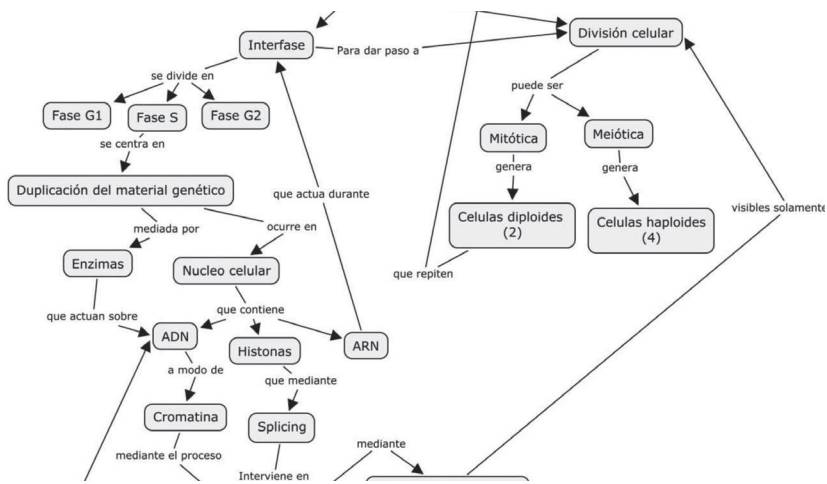 Interfase
Para dar paso a
División celular
se divide en
puede ser
Fase G1
Fase S
Fase G2
Mitótica
Meiótica
se centra en
genera
genera
Duplicación del material genético
que actua durante
Celulas diploides
(2)
Celulas haploides
(4)
visibles solamente
mediada por
ocurre en
Enzimas
Nucleo celular
que repiten
que actuan sobre
que contiene
ADN
Histonas
ARN
a modo de
que mediante
Cromatina
Splicing
mediante el proceso
mediante
Interviene en